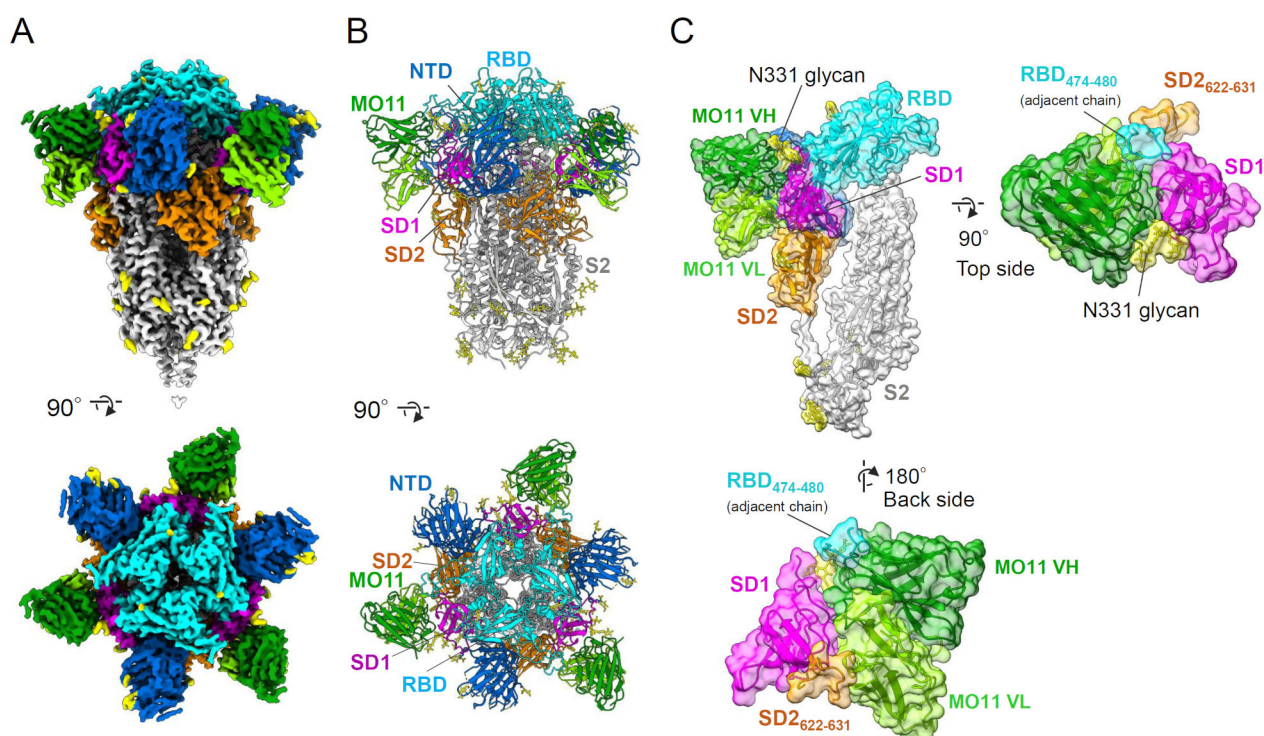 A
90°
B
RBD
NTD
MO11
SD1
SD2
S2
90°
NTD
SD2
MO11
SD1
RBD
C
N331 glycan
MO11 VH
RBD
SD1
MO11 VL
SD2
S2
90°
Top side
RBD474-480
(adjacent chain)
SD2622-631
SD1
N331 glycan
180°
Back side
RBD474-480
(adjacent chain)
SD1
MO11 VH
SD2622-631
MO11 VL